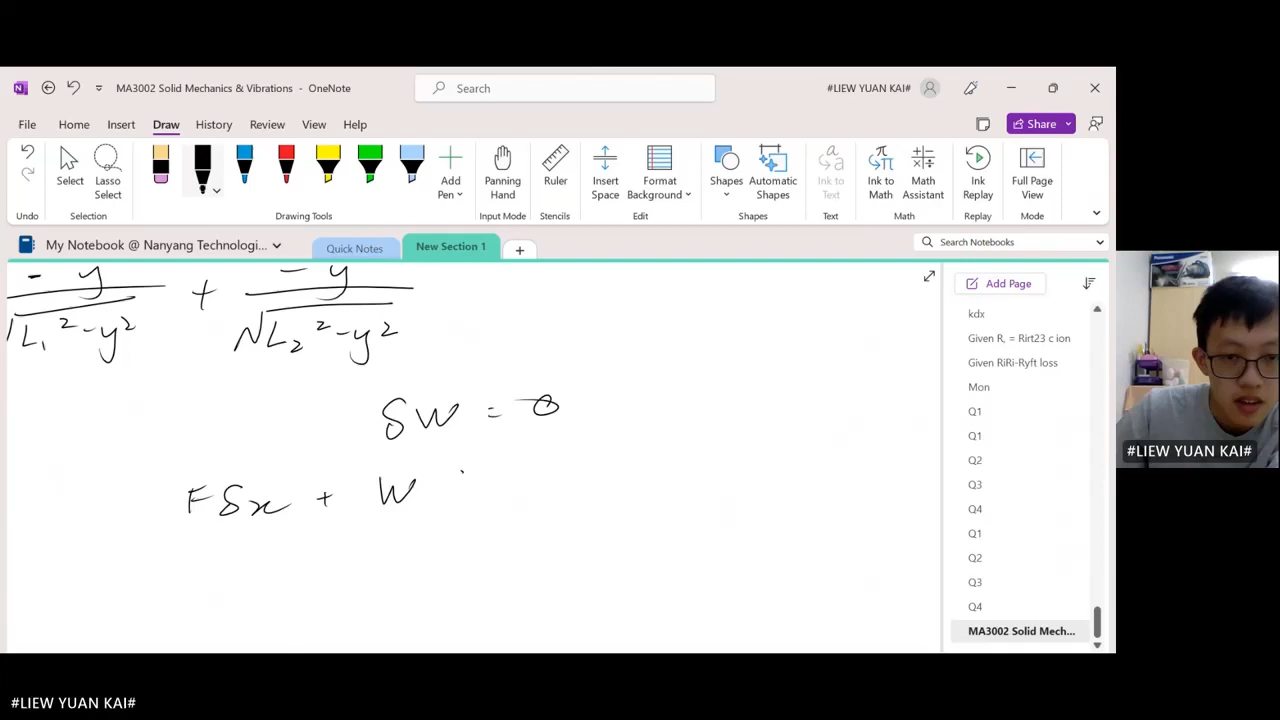 MA3002 Solid Mechanics & Vibrations - OneNote
Search
#LIEW YUAN KAI#
File Home Insert Draw History Review View Help
Share
Undo
Select
Lasso Select
Selection
Add Pen
Drawing Tools
Panning Hand
Input Mode
Ruler
Stencils
Insert Space
Format Background
Edit
Shapes
Automatic Shapes
Shapes
Ink to Text
Text
Ink to Math
Math Assistant
Math
Ink Replay
Replay
Full Page View
Mode
My Notebook @ Nanyang Technologi...
Quick Notes
New Section 1
Search Notebooks
-y/√L₁²-y² + -y/√L₂²-y²
δW = 0
Fδx + W
Add Page
kdx
Given R, = Rirt23 c ion
Given RiRi-Ryft loss
Mon
Q1
Q1
Q2
Q3
Q4
Q1
Q2
Q3
Q4
MA3002 Solid Mech...
Panasonic
#LIEW YUAN KAI#
#LIEW YUAN KAI#